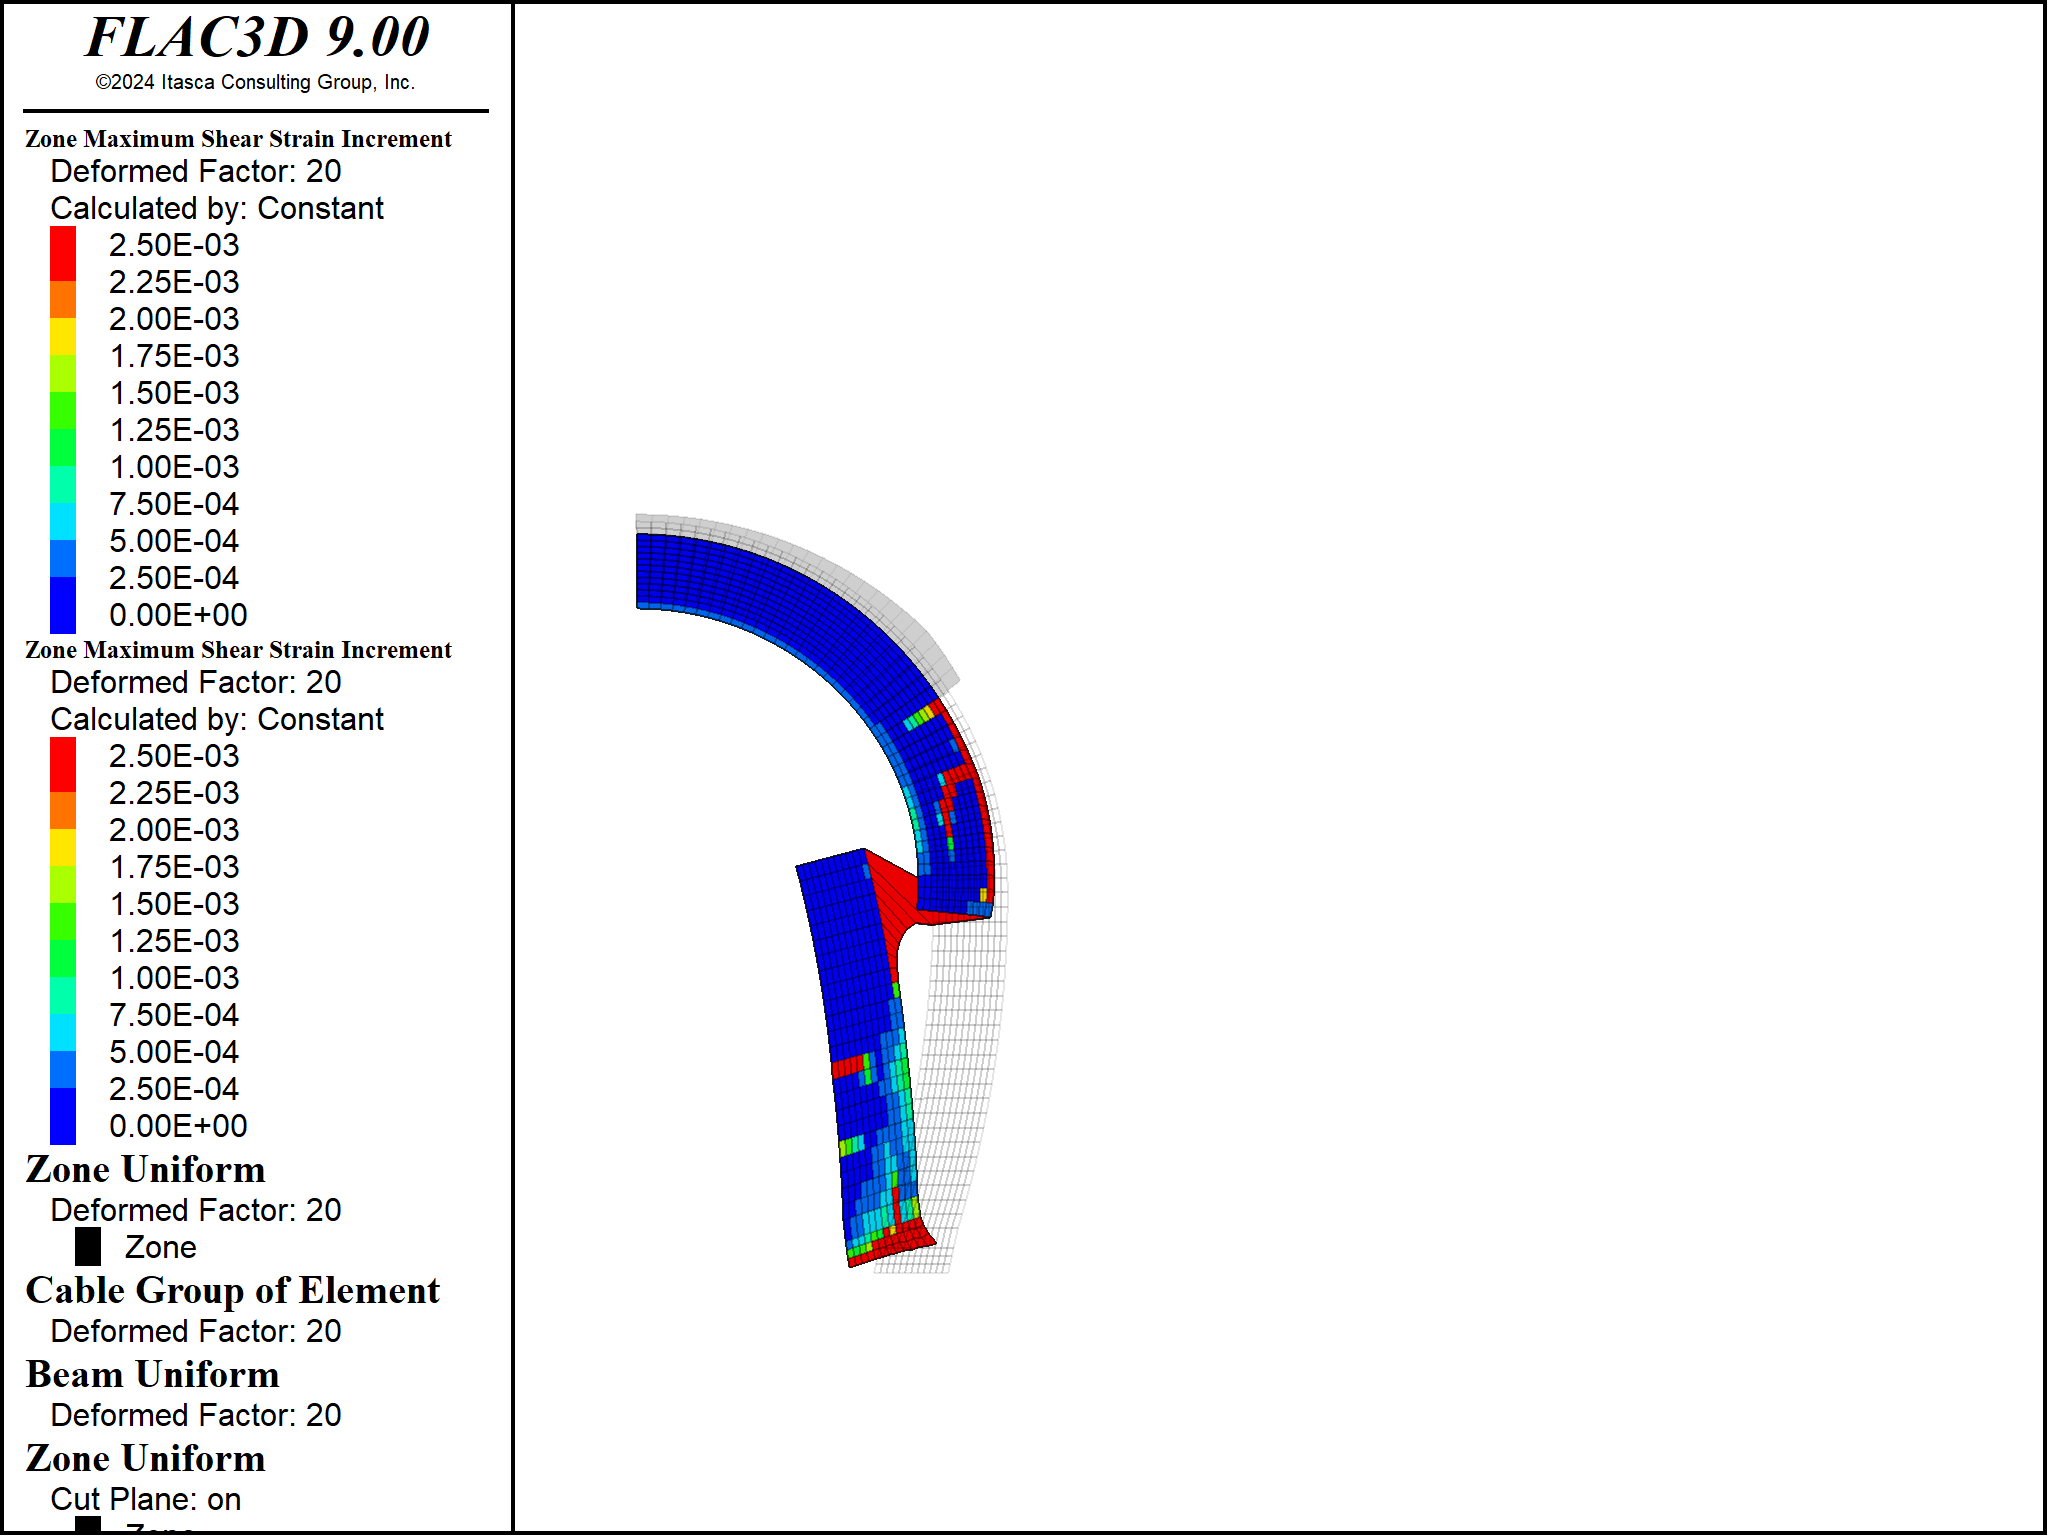 FLAC3D 9.00
©2024 Itasca Consulting Group, Inc.
Zone Maximum Shear Strain Increment
Deformed Factor: 20
Calculated by: Constant
2.50E-03
2.25E-03
2.00E-03
1.75E-03
1.50E-03
1.25E-03
1.00E-03
7.50E-04
5.00E-04
2.50E-04
0.00E+00
Zone Maximum Shear Strain Increment
Deformed Factor: 20
Calculated by: Constant
2.50E-03
2.25E-03
2.00E-03
1.75E-03
1.50E-03
1.25E-03
1.00E-03
7.50E-04
5.00E-04
2.50E-04
0.00E+00
Zone Uniform
Deformed Factor: 20
Zone
Cable Group of Element
Deformed Factor: 20
Beam Uniform
Deformed Factor: 20
Zone Uniform
Cut Plane: on